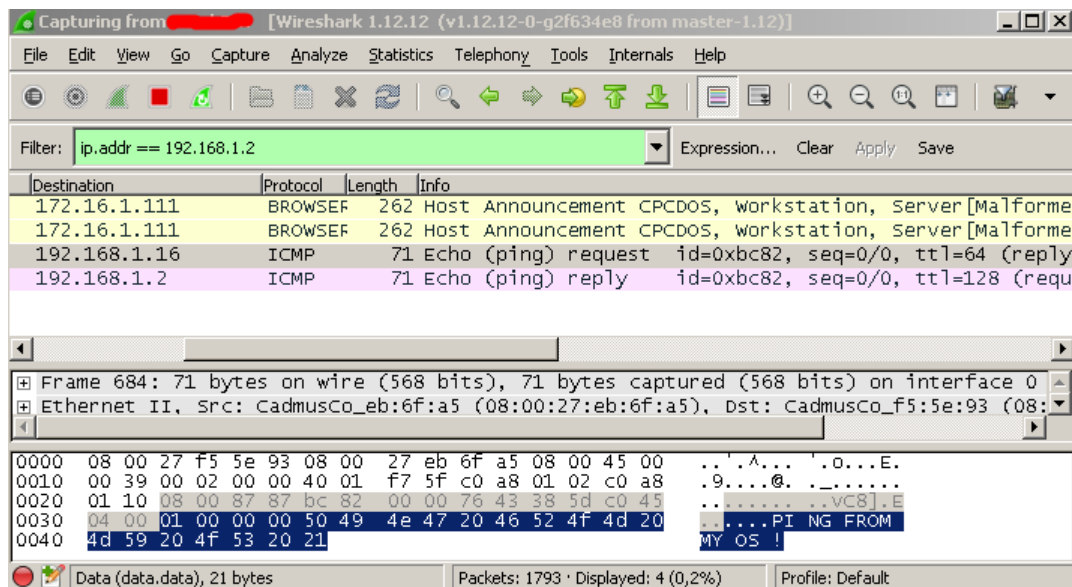 Capturing from [Wireshark 1.12.12 (v1.12.12-0-g2f634e8 from master-1.12)]
File Edit View Go Capture Analyze Statistics Telephony Tools Internals Help
Filter: ip.addr == 192.168.1.2 Expression... Clear Apply Save
Destination Protocol Length Info
172.16.1.111 BROWSER 262 Host Announcement CPCDOS, Workstation, Server[Malforme
172.16.1.111 BROWSER 262 Host Announcement CPCDOS, Workstation, Server[Malforme
192.168.1.16 ICMP 71 Echo (ping) request id=0xbc82, seq=0/0, ttl=64 (reply
192.168.1.2 ICMP 71 Echo (ping) reply id=0xbc82, seq=0/0, ttl=128 (requ
Frame 684: 71 bytes on wire (568 bits), 71 bytes captured (568 bits) on interface 0
Ethernet II, Src: CadmusCo_eb:6f:a5 (08:00:27:eb:6f:a5), Dst: CadmusCo_f5:5e:93 (08:
0000 08 00 27 f5 5e 93 08 00 27 eb 6f a5 08 00 45 00 ..'.^... '.o...E.
0010 00 39 00 02 00 00 40 01 f7 5f c0 a8 01 02 c0 a8 .9....@. ._......
0020 01 10 08 00 87 87 bc 82 00 00 76 43 38 5d c0 45 ........ ..vC8].E
0030 04 00 01 00 00 00 50 49 4e 47 20 46 52 4f 4d 20 ......PI NG FROM
0040 4d 59 20 4f 53 20 21 MY OS !
Data (data.data), 21 bytes Packets: 1793 · Displayed: 4 (0,2%) Profile: Default